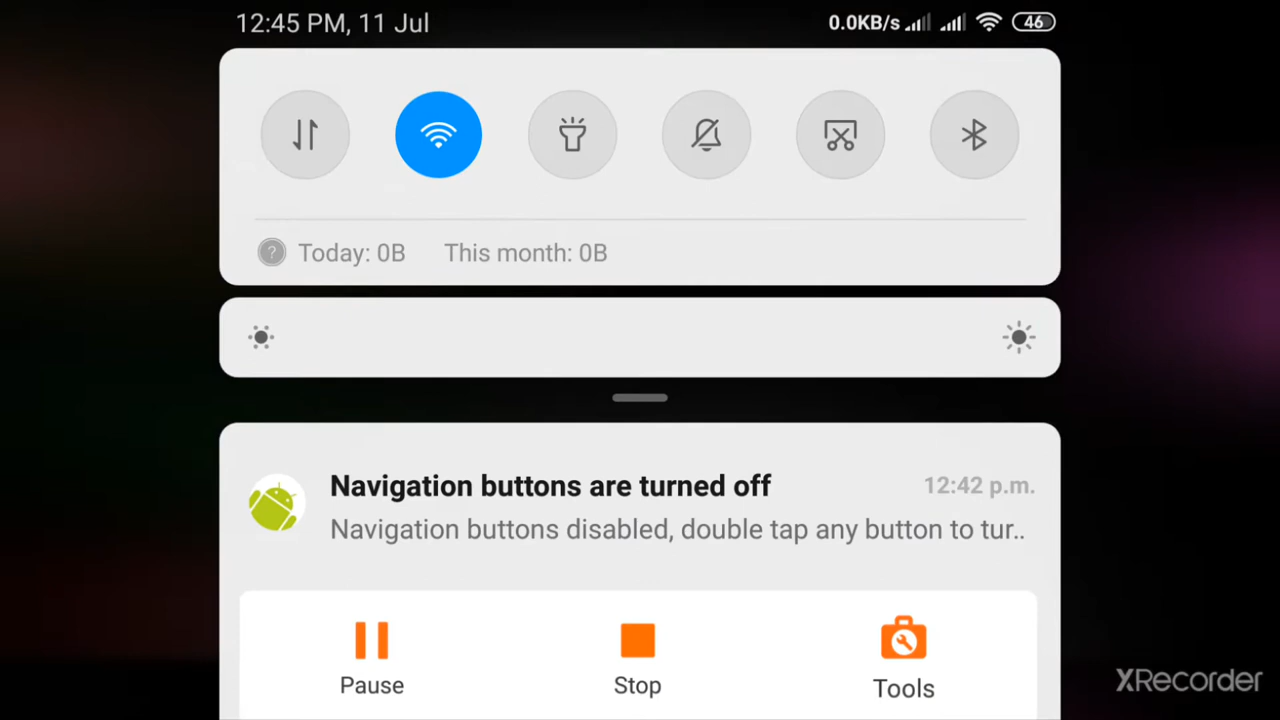 12:45 PM, 11 Jul 0.0KB/s 46
Today: 0B This month: 0B
Navigation buttons are turned off 12:42 p.m.
Navigation buttons disabled, double tap any button to tur..
Pause Stop Tools
XRecorder